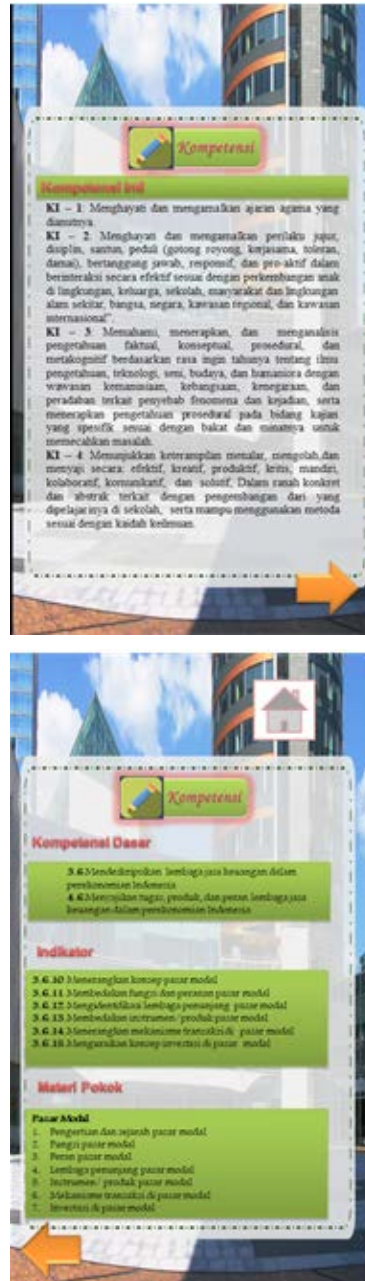 Kompetensi
Kompetensi Inti
KI – 1: Menghayati dan mengamalkan ajaran agama yang
dianutnya.
KI – 2: Menghayati dan mengamalkan perilaku jujur,
disiplin, santun, peduli (gotong royong, kerjasama, toleran,
damai), bertanggung jawab, responsif, dan pro-aktif dalam
berinteraksi secara efektif sesuai dengan perkembangan anak
di lingkungan, keluarga, sekolah, masyarakat dan lingkungan
alam sekitar, bangsa, negara, kawasan regional, dan kawasan
internasional".
KI – 3: Memahami, menerapkan, dan menganalisis
pengetahuan faktual, konseptual, prosedural, dan
metakognitif berdasarkan rasa ingin tahunya tentang ilmu
pengetahuan, teknologi, seni, budaya, dan humaniora dengan
wawasan kemanusiaan, kebangsaan, kenegaraan, dan
peradaban terkait penyebab fenomena dan kejadian, serta
menerapkan pengetahuan prosedural pada bidang kajian
yang spesifik sesuai dengan bakat dan minatnya untuk
memecahkan masalah.
KI – 4: Menunjukkan keterampilan menalar, mengolah dan
menyaji secara: efektif, kreatif, produktif, kritis, mandiri,
kolaboratif, komunikatif, dan solutif, Dalam ranah konkret
dan abstrak terkait dengan pengembangan dari yang
dipelajarinya di sekolah, serta mampu menggunakan metoda
sesuai dengan kaidah keilmuan.
Kompetensi
Kompetensi Dasar
3.6 Mendeskripsikan lembaga jasa keuangan dalam
perekonomian Indonesia
4.6 Menyajikan tugas, produk, dan peran lembaga jasa
keuangan dalam perekonomian Indonesia
Indikator
3.6.10 Menerangkan konsep pasar modal
3.6.11 Membedakan fungsi dan peranan pasar modal
3.6.12 Mengidentifikasi lembaga penunjang pasar modal
3.6.13 Membedakan instrumen/ produk pasar modal
3.6.14 Menerangkan mekanisme transaksi di pasar modal
3.6.15 Menguraikan konsep investasi di pasar modal
Materi Pokok
Pasar Modal
1. Pengertian dan sejarah pasar modal
2. Fungsi pasar modal
3. Peran pasar modal
4. Lembaga penunjang pasar modal
5. Instrumen/ produk pasar modal
6. Mekanisme transaksi di pasar modal
7. Investasi di pasar modal